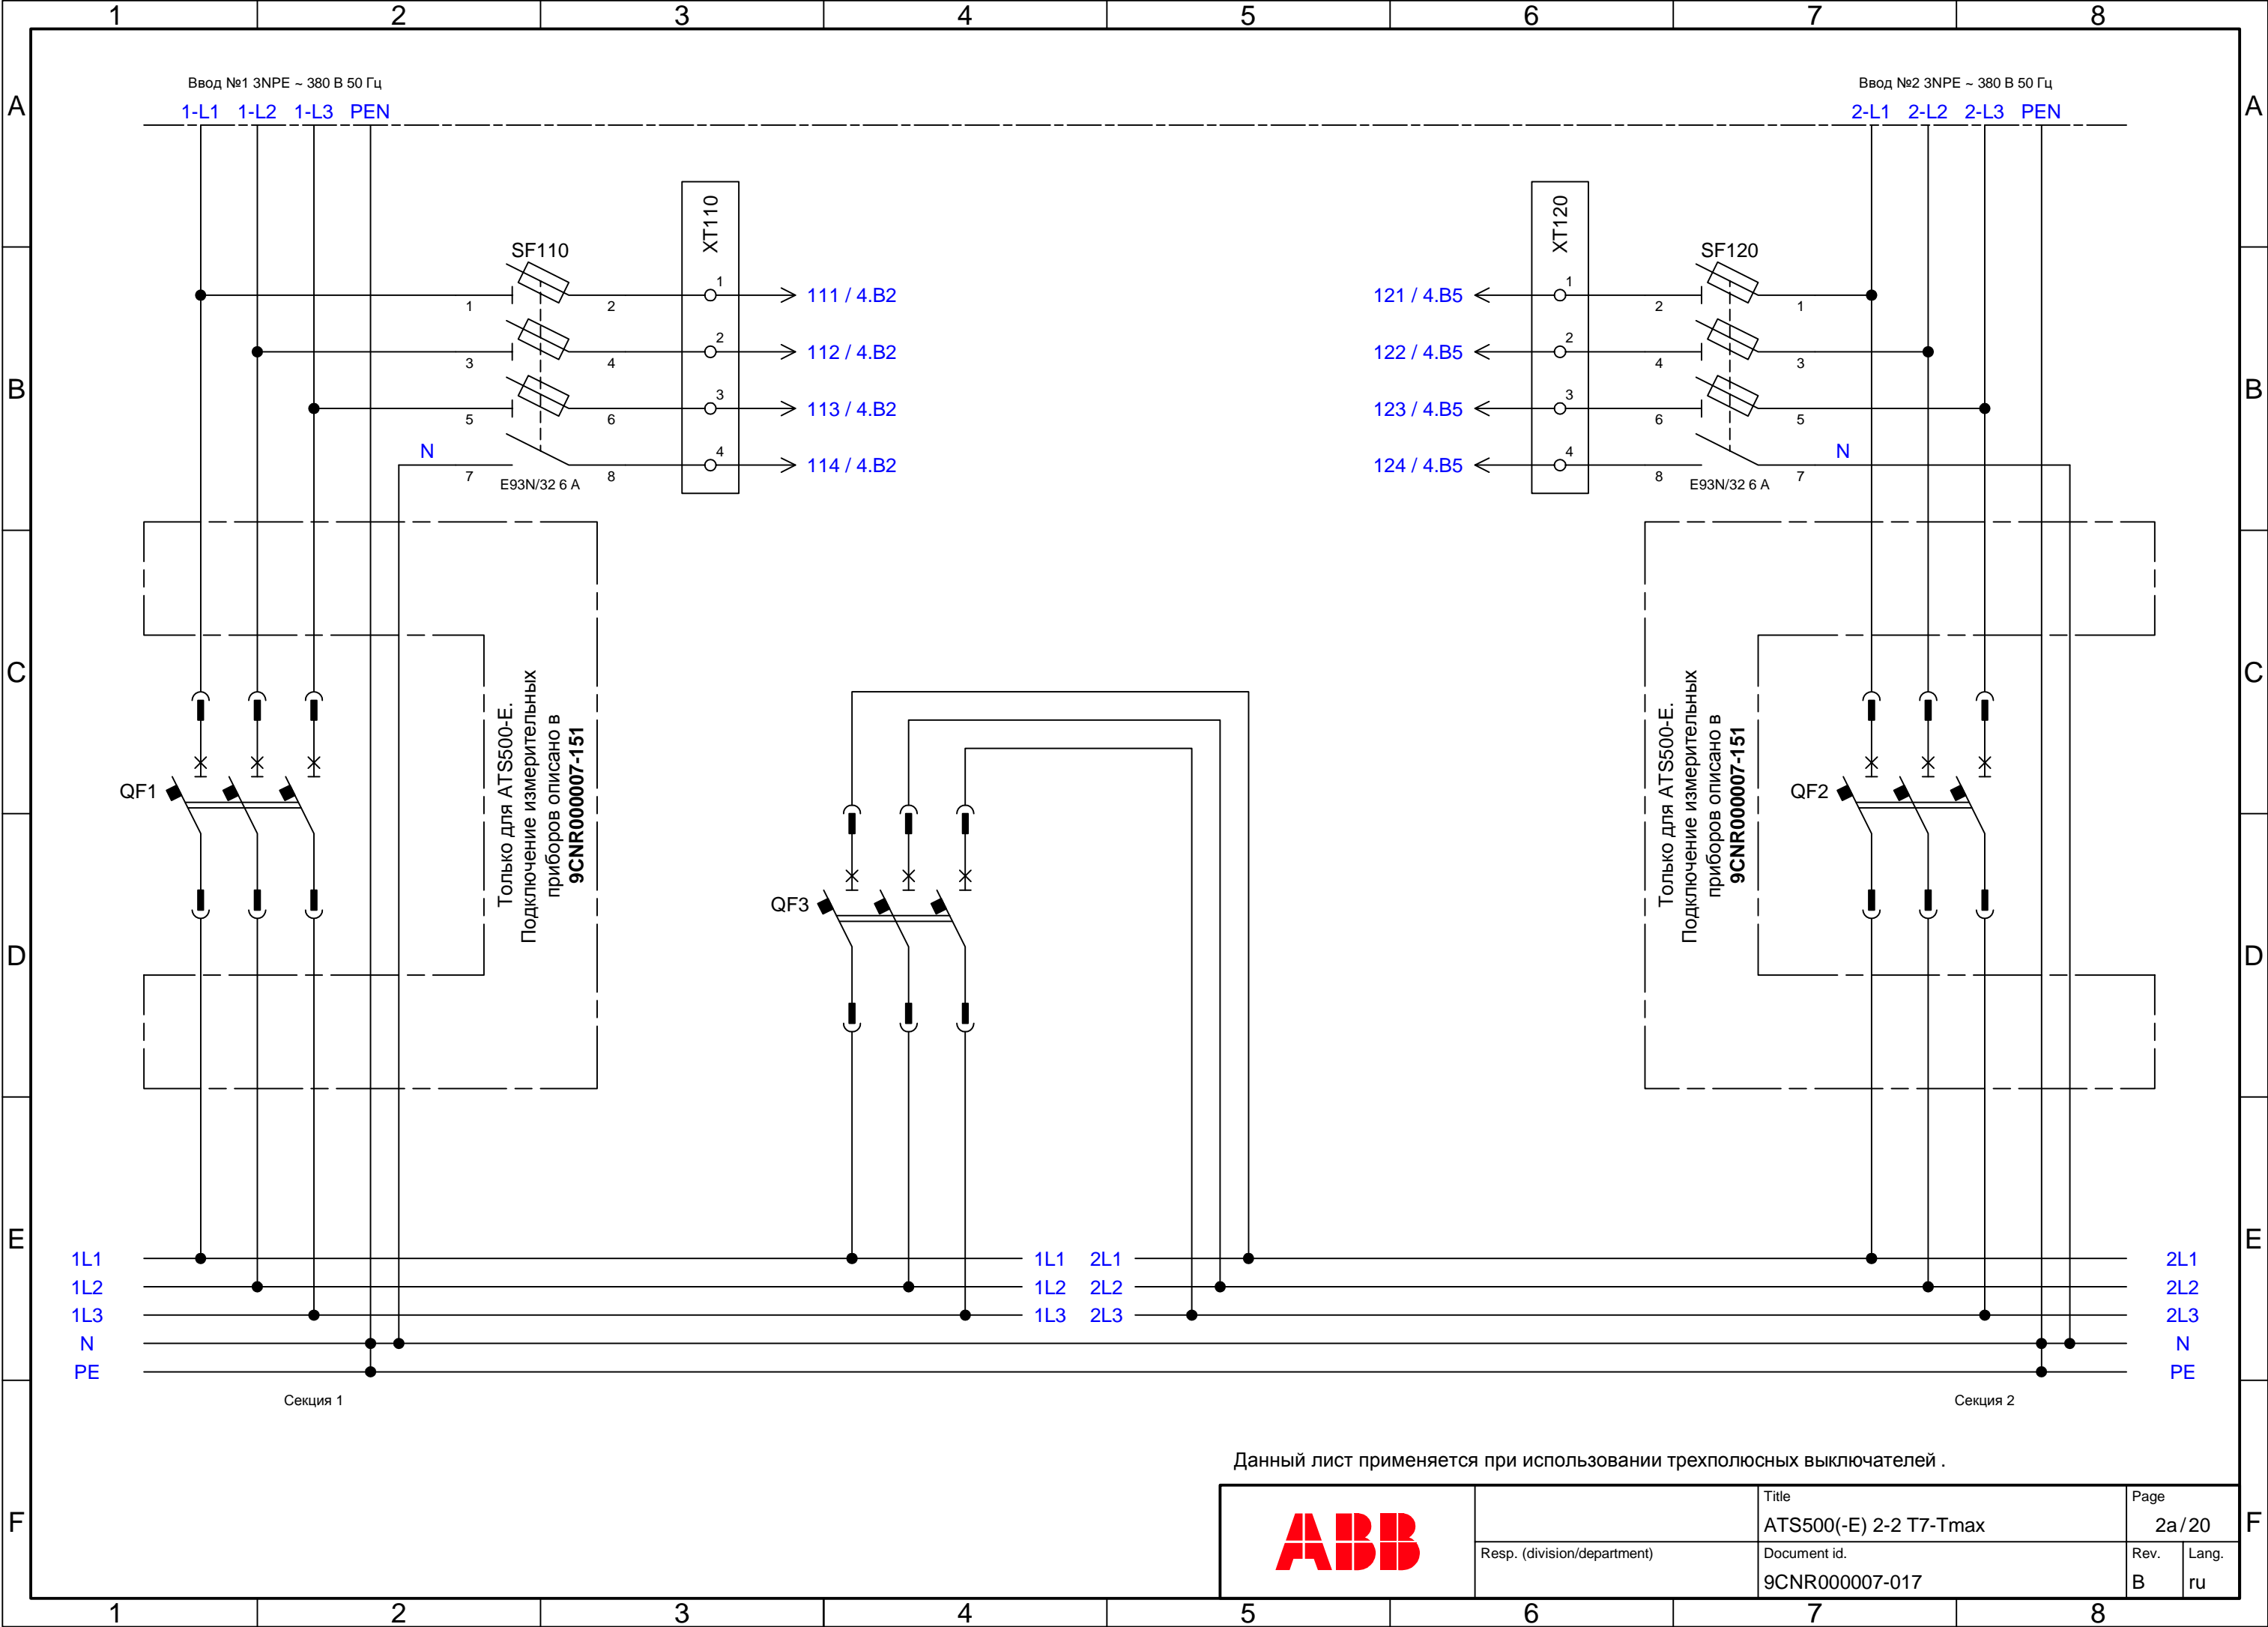 1 2 3 4 5 6 7 8
Ввод №1 3NPE ~ 380 В 50 Гц
Ввод №2 3NPE ~ 380 В 50 Гц
A
1-L1 1-L2 1-L3 PEN
2-L1 2-L2 2-L3 PEN
A
XT110
XT120
SF110
SF120
1 2 1 111 / 4.B2
121 / 4.B5 1 2 1
3 4 2 112 / 4.B2
122 / 4.B5 2 4 3
B
B
5 6 3 113 / 4.B2
123 / 4.B5 3 6 5
N
N
7 8 4 114 / 4.B2
124 / 4.B5 4 8 7
E93N/32 6 A
E93N/32 6 A
C
C
Только для ATS500-E.
Подключение измерительных
приборов описано в
9CNR000007-151
Только для ATS500-E.
Подключение измерительных
приборов описано в
9CNR000007-151
QF1
QF2
QF3
D
D
E
E
1L1 1L1 2L1 2L1
1L2 1L2 2L2 2L2
1L3 1L3 2L3 2L3
N N
PE PE
Секция 1
Секция 2
Данный лист применяется при использовании трехполюсных выключателей .
F
F
ABB
Title
ATS500(-E) 2-2 T7-Tmax
Page
2a/20
Resp. (division/department)
Document id.
9CNR000007-017
Rev.
B
Lang.
ru
1 2 3 4 5 6 7 8